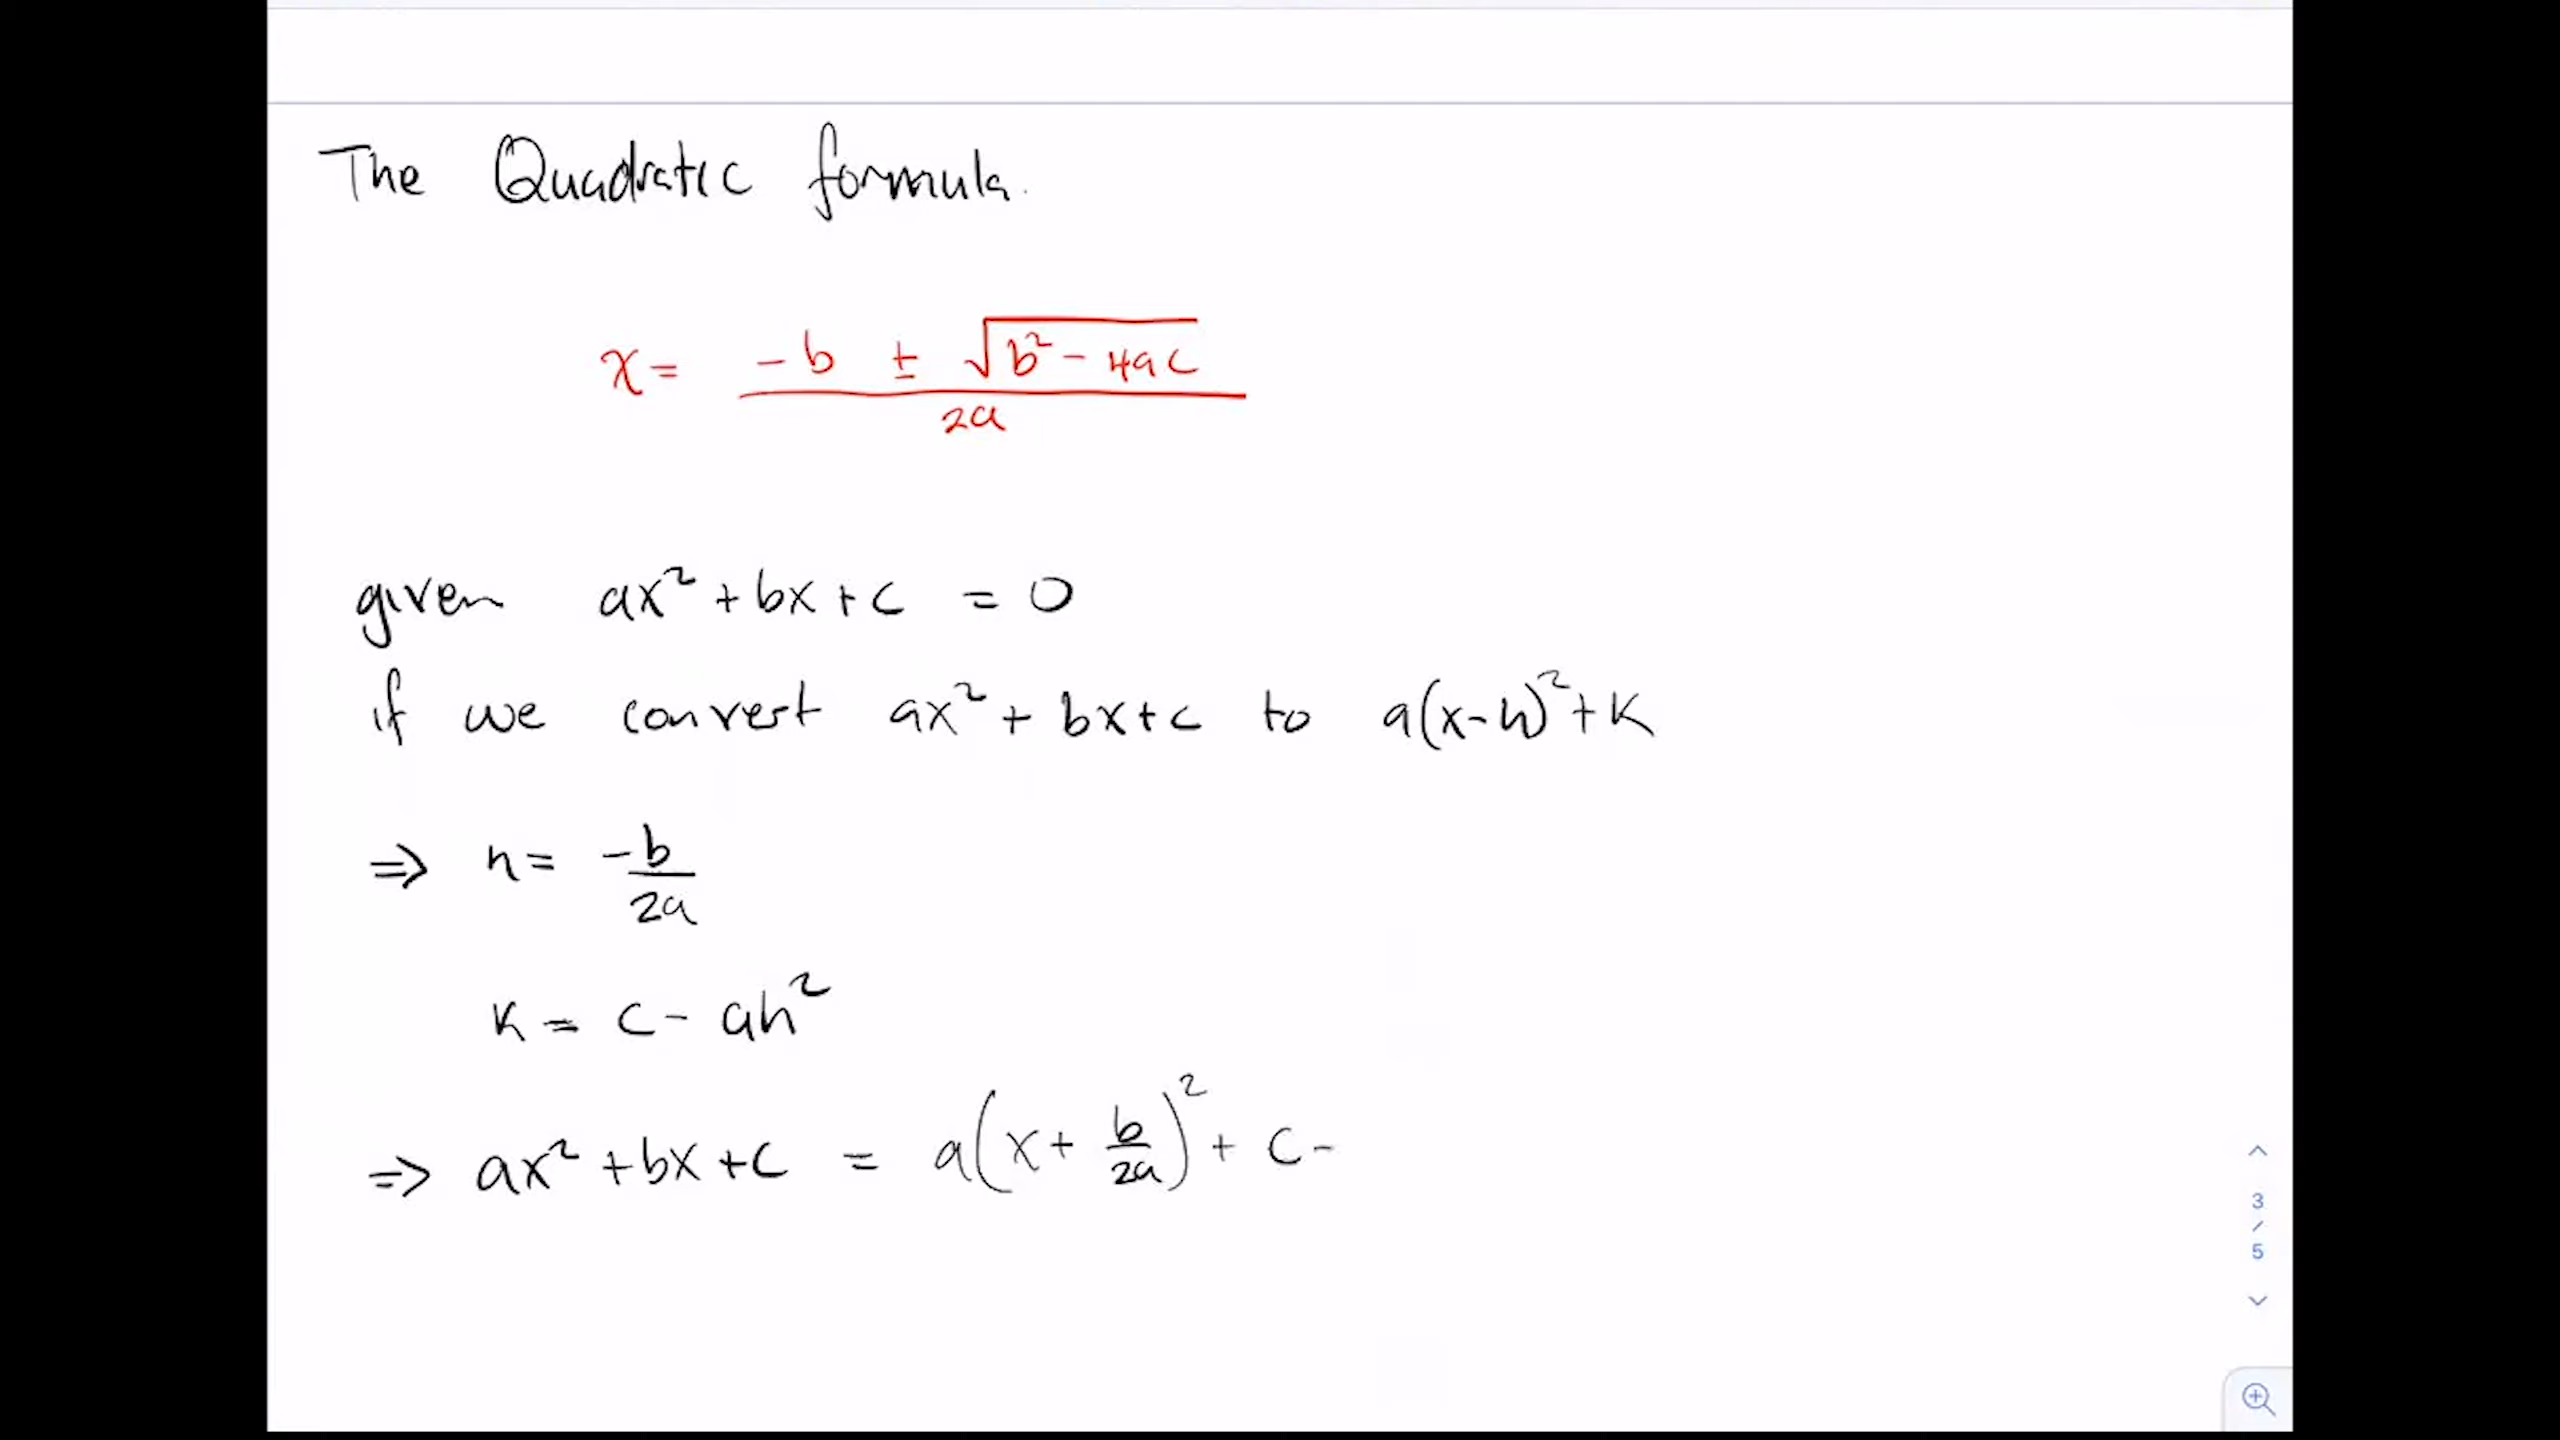 The Quadratic formula.
x = -b ± √b² - 4ac
2a
given ax² + bx + c = 0
if we convert ax² + bx + c to a(x-h)² + k
⇒ h = -b
2a
k = c - ah²
⇒ ax² + bx + c = a(x + b/2a)² + c -
3
/
5